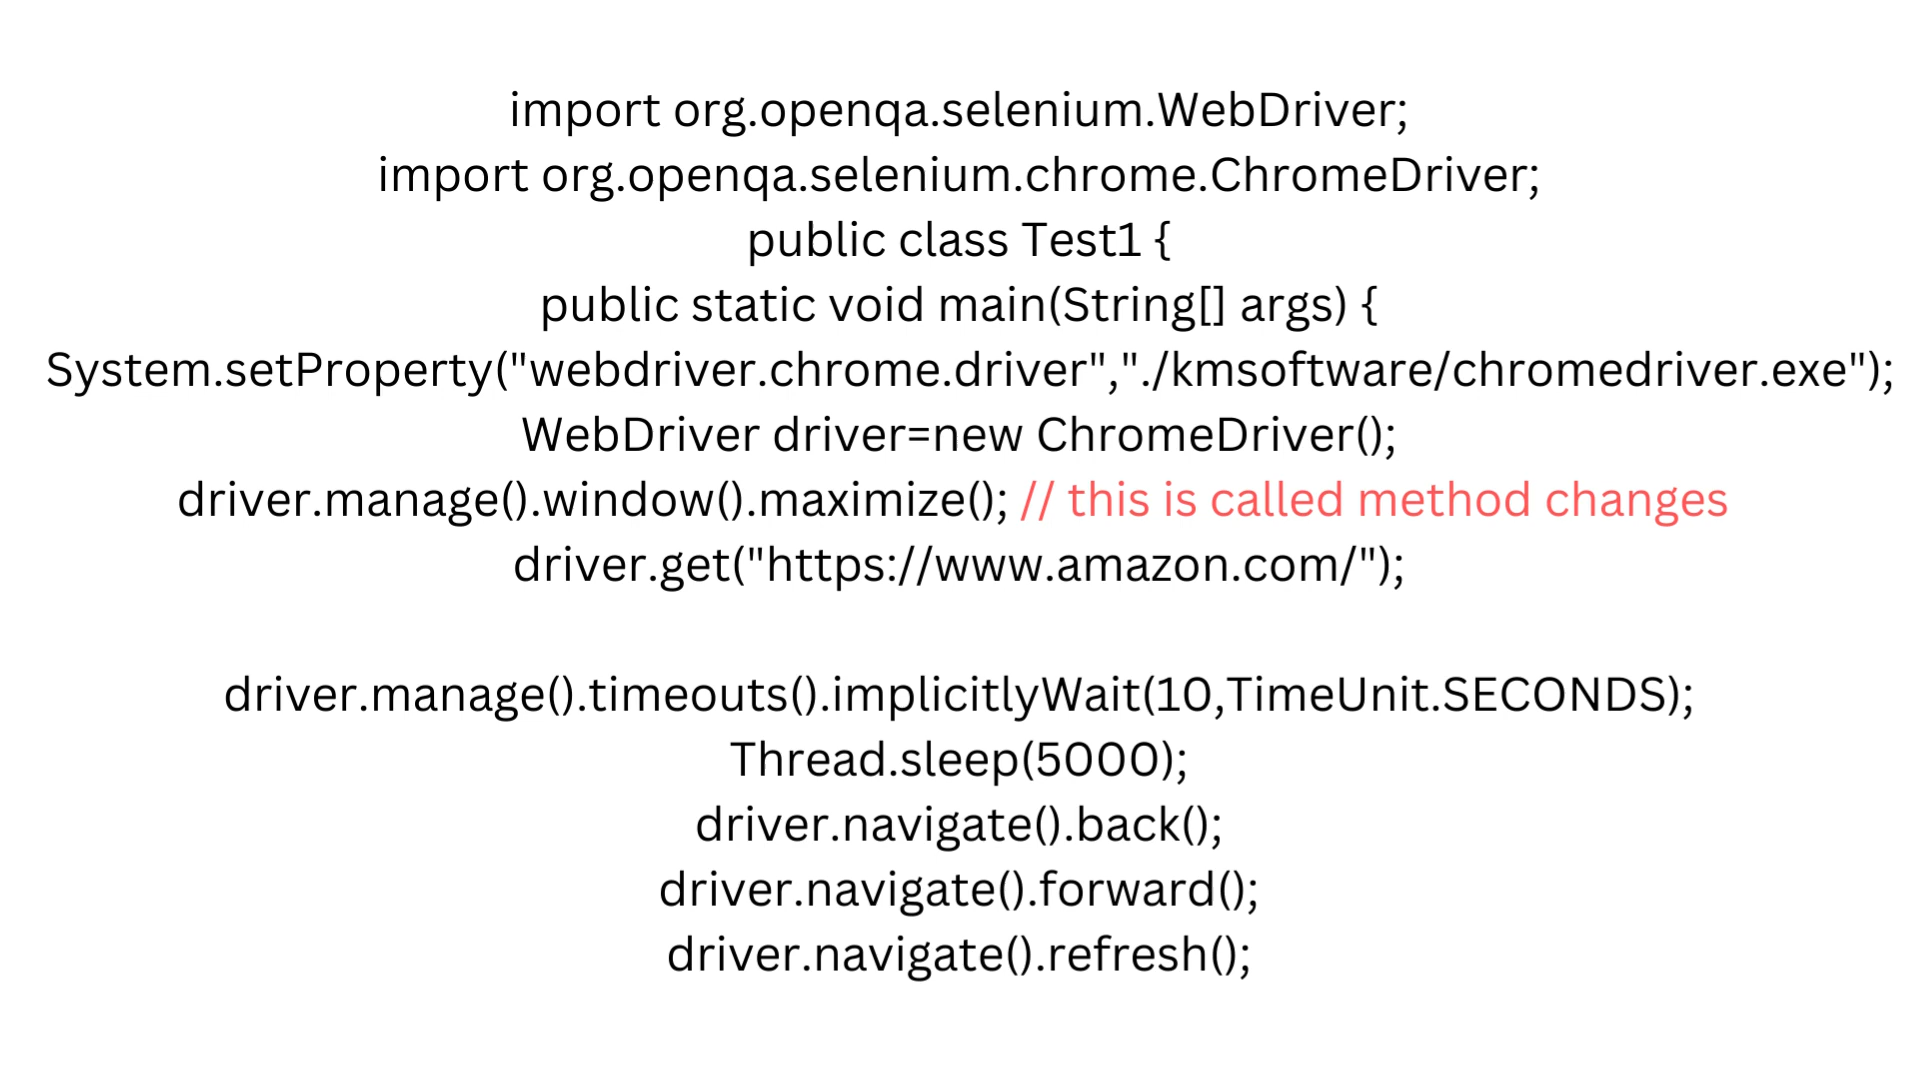 import org.openqa.selenium.WebDriver;
import org.openqa.selenium.chrome.ChromeDriver;
public class Test1 {
public static void main(String[] args) {
System.setProperty("webdriver.chrome.driver","./kmsoftware/chromedriver.exe");
WebDriver driver=new ChromeDriver();
driver.manage().window().maximize(); // this is called method changes
driver.get("https://www.amazon.com/");
driver.manage().timeouts().implicitlyWait(10,TimeUnit.SECONDS);
Thread.sleep(5000);
driver.navigate().back();
driver.navigate().forward();
driver.navigate().refresh();